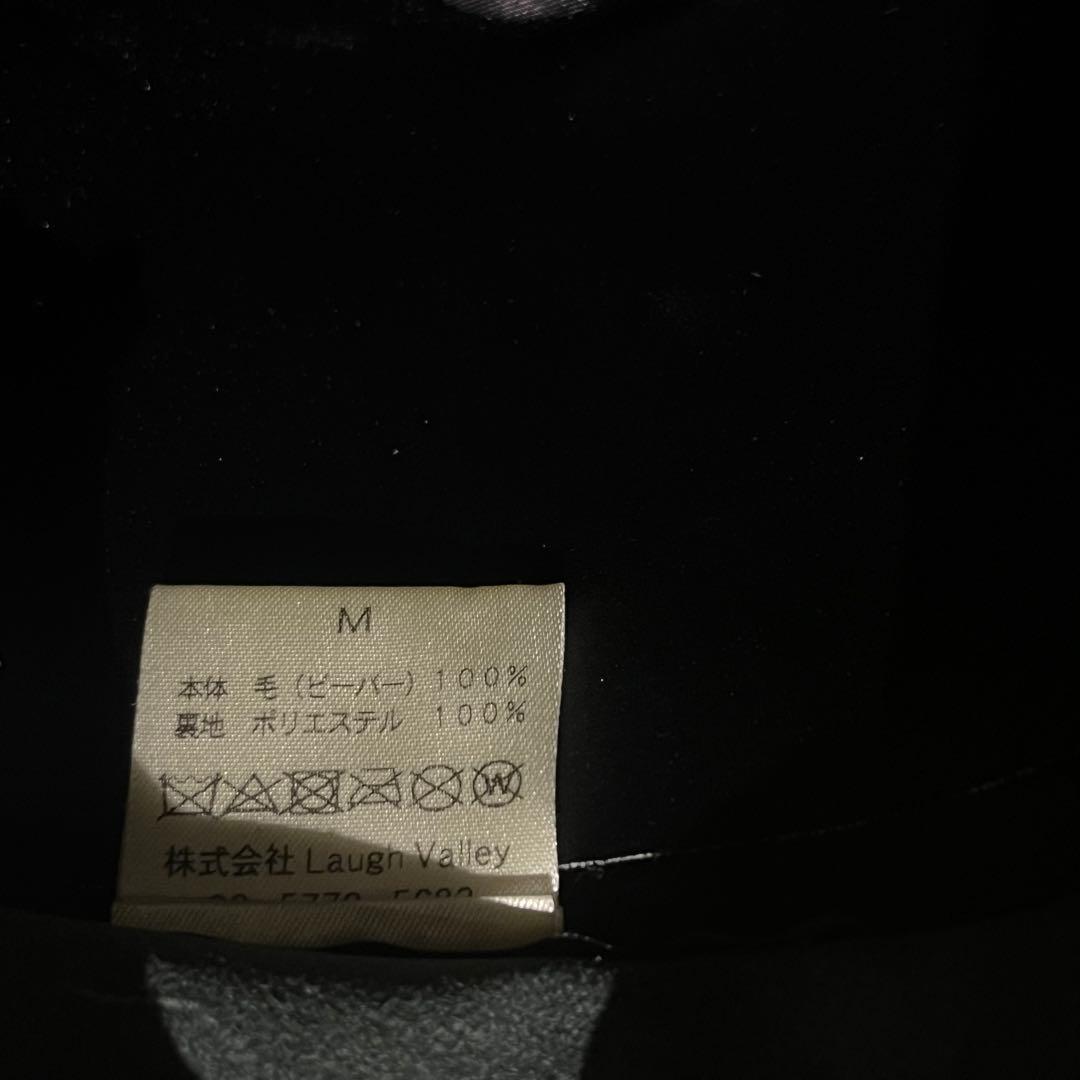 M
本体 毛（ビーバー）100%
裏地 ポリエステル 100%
W
株式会社 Laugh Valley